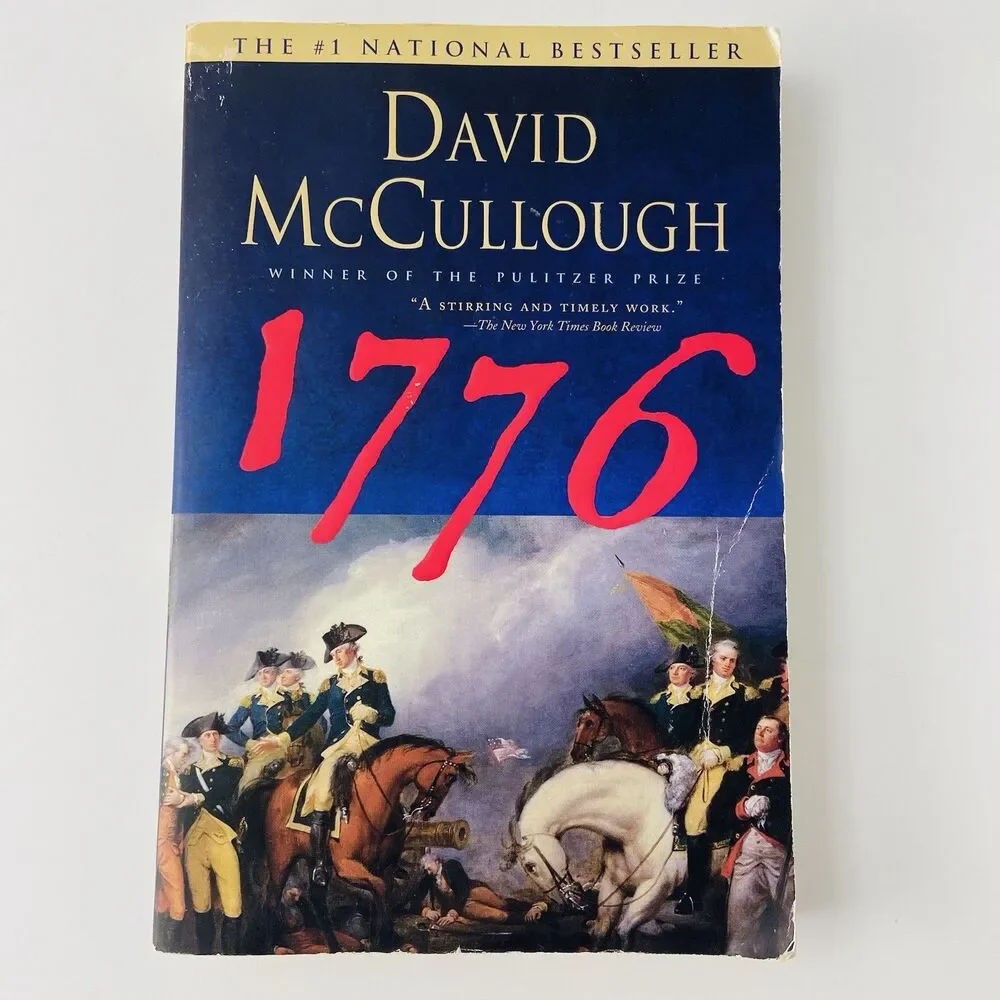 THE #1 NATIONAL BESTSELLER
DAVID
MCCULLOUGH
WINNER OF THE PULITZER PRIZE
“A STIRRING AND TIMELY WORK.”
—The New York Times Book Review
1776